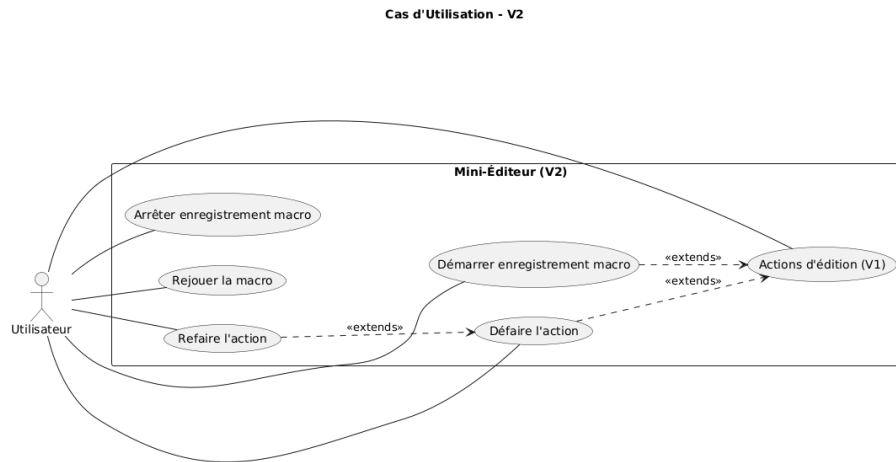 Cas d'Utilisation - V2
Mini-Éditeur (V2)
Arrêter enregistrement macro
Démarrer enregistrement macro
«extends»
Actions d'édition (V1)
«extends»
Rejouer la macro
Utilisateur
Refaire l'action
«extends»
Défaire l'action